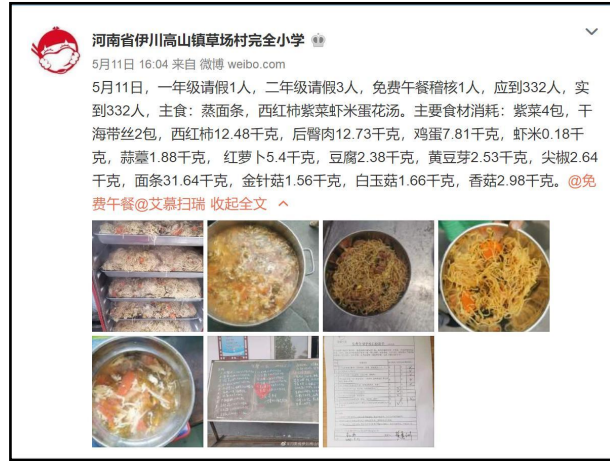 河南省伊川高山镇草场村完全小学
5月11日 16:04 来自 微博 weibo.com
5月11日，一年级请假1人，二年级请假3人，免费午餐稽核1人，应到332人，实
到332人，主食：蒸面条，西红柿紫菜虾米蛋花汤。主要食材消耗：紫菜4包，干
海带丝2包，西红柿12.48千克，后臀肉12.73千克，鸡蛋7.81千克，虾米0.18千
克，蒜薹1.88千克， 红萝卜5.4千克，豆腐2.38千克，黄豆芽2.53千克，尖椒2.64
千克，面条31.64千克，金针菇1.56千克，白玉菇1.66千克，香菇2.98千克。@免
费午餐@艾慕扫瑞 收起全文